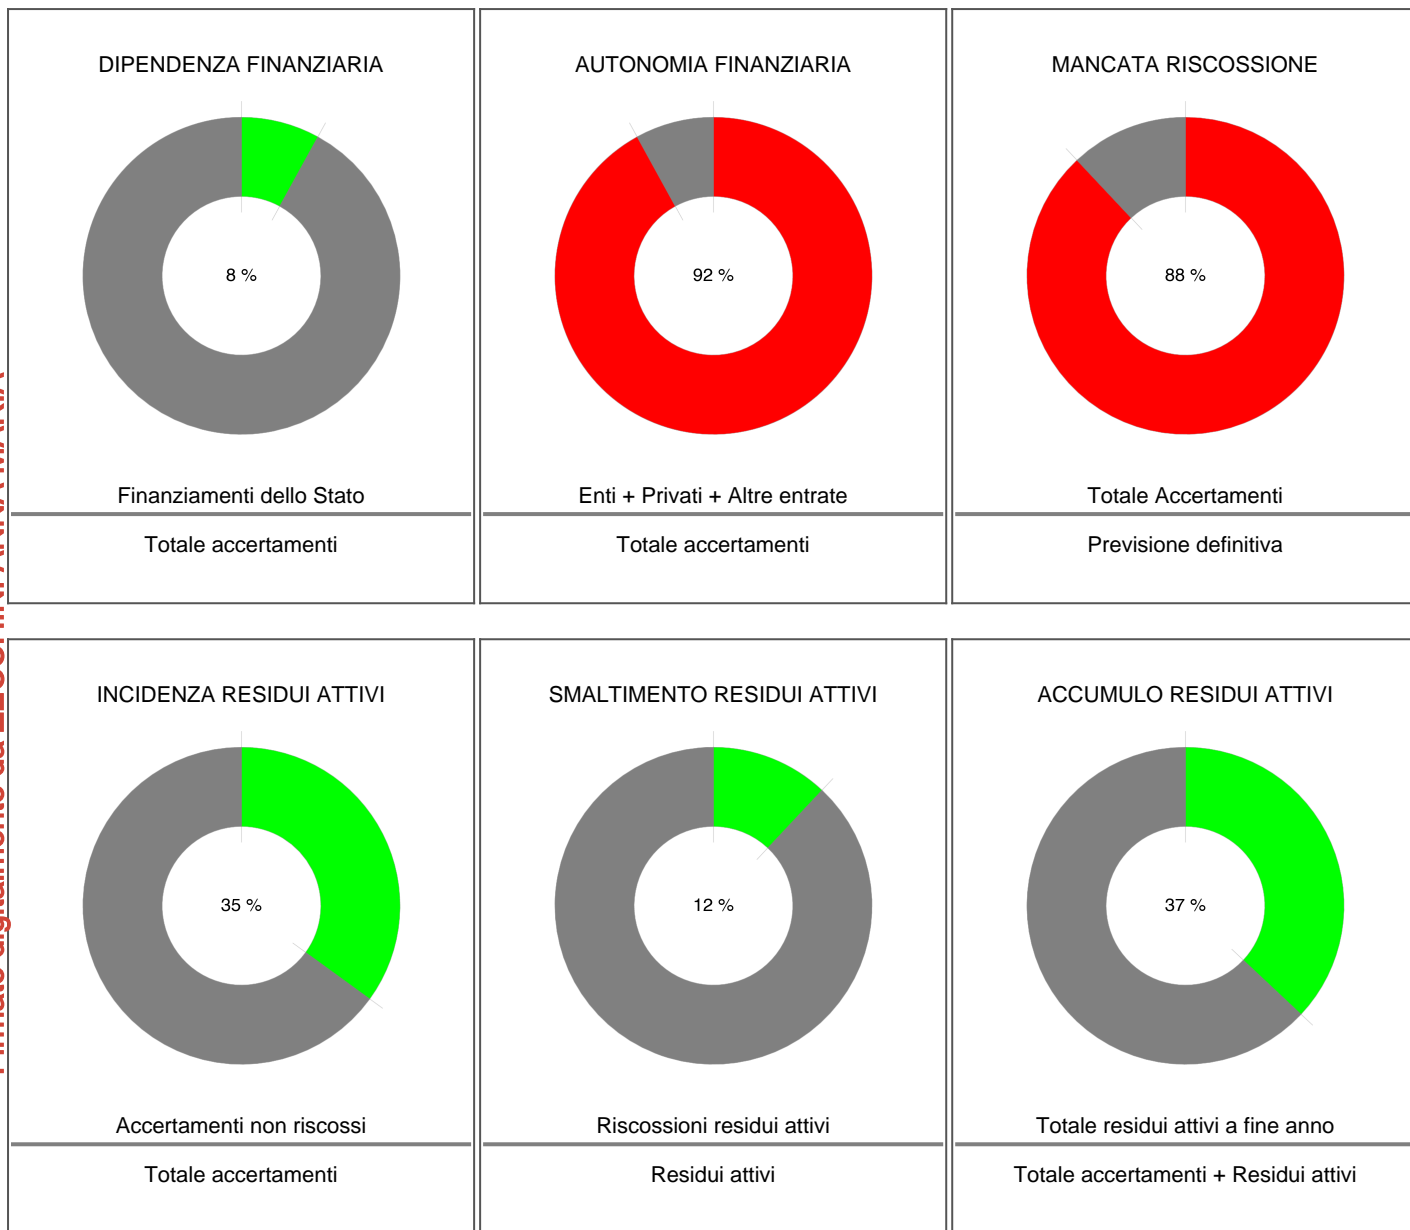 DIPENDENZA FINANZIARIA
8 %
Finanziamenti dello Stato
Totale accertamenti
AUTONOMIA FINANZIARIA
92 %
Enti + Privati + Altre entrate
Totale accertamenti
MANCATA RISCOSSIONE
88 %
Totale Accertamenti
Previsione definitiva
INCIDENZA RESIDUI ATTIVI
35 %
Accertamenti non riscossi
Totale accertamenti
SMALTIMENTO RESIDUI ATTIVI
12 %
Riscossioni residui attivi
Residui attivi
ACCUMULO RESIDUI ATTIVI
37 %
Totale residui attivi a fine anno
Totale accertamenti + Residui attivi
digitalmente da